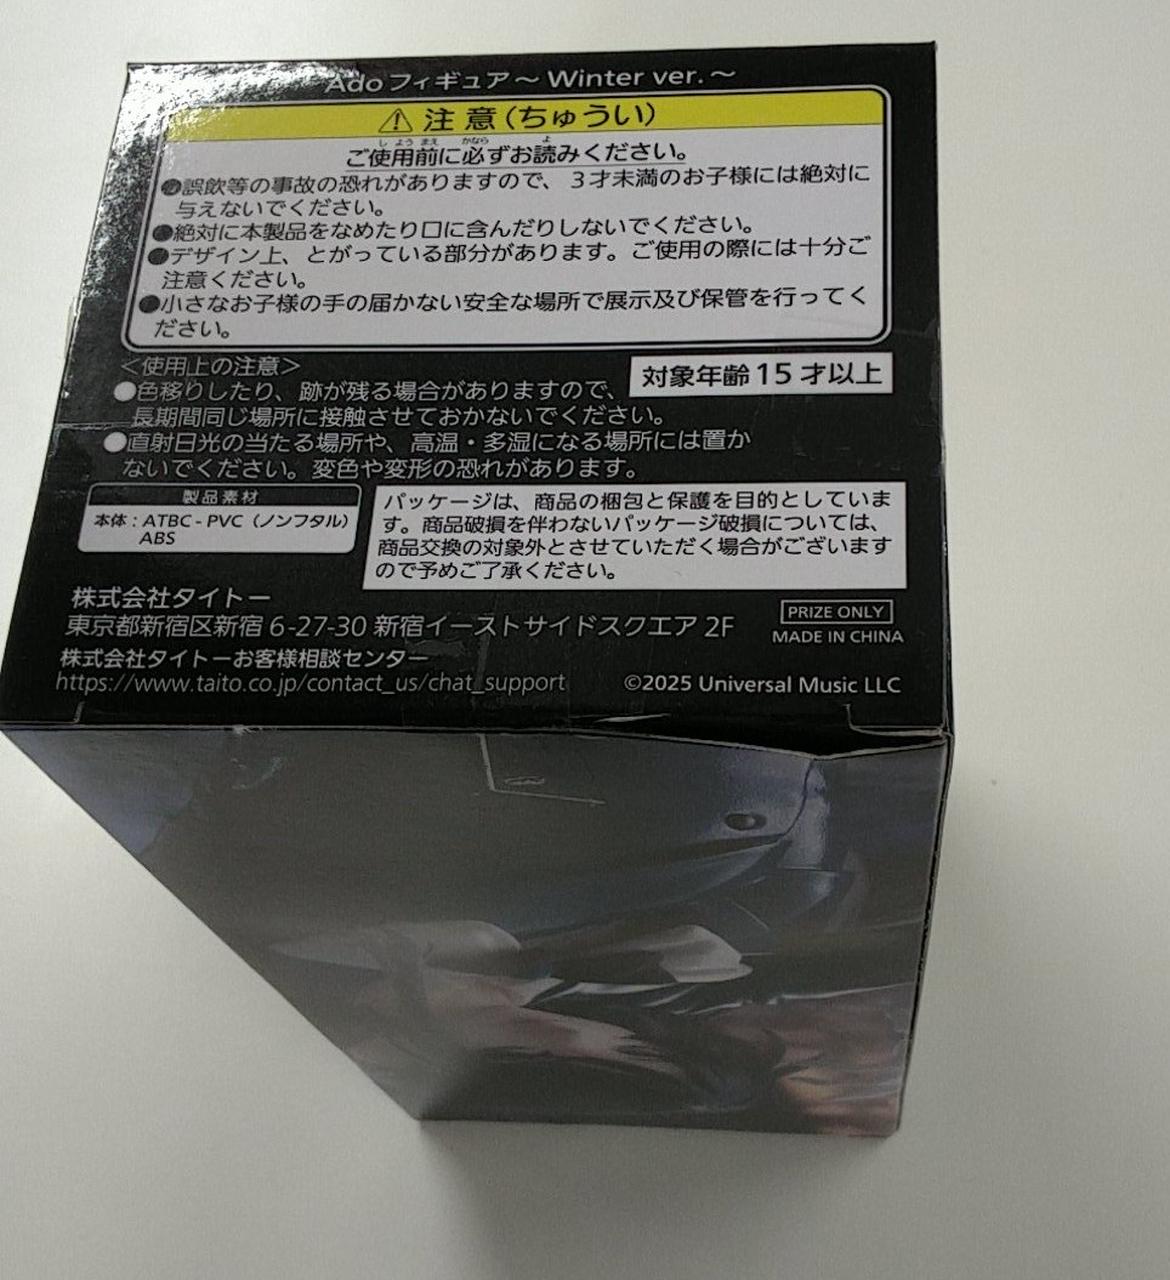 Adoフィギュア～Winter ver.～
⚠注意(ちゅうい)
ご使用前に必ずお読みください。
●誤飲等の事故の恐れがありますので、3才未満のお子様には絶対に
与えないでください。
●絶対に本製品をなめたり口に含んだりしないでください。
●デザイン上、とがっている部分があります。ご使用の際には十分ご
注意ください。
●小さなお子様の手の届かない安全な場所で展示及び保管を行ってく
ださい。
＜使用上の注意＞
対象年齢15才以上
●色移りしたり、跡が残る場合がありますので、
長期間同じ場所に接触させておかないでください。
●直射日光の当たる場所や、高温・多湿になる場所には置か
ないでください。変色や変形の恐れがあります。
製品素材
本体：ATBC-PVC（ノンフタル）
ABS
パッケージは、商品の梱包と保護を目的としていま
す。商品破損を伴わないパッケージ破損については、
商品交換の対象外とさせていただく場合がございます
ので予めご了承ください。
株式会社タイトー
東京都新宿区新宿6-27-30 新宿イーストサイドスクエア 2F
株式会社タイトーお客様相談センター
https://www.taito.co.jp/contact_us/chat_support
PRIZE ONLY
MADE IN CHINA
©2025 Universal Music LLC